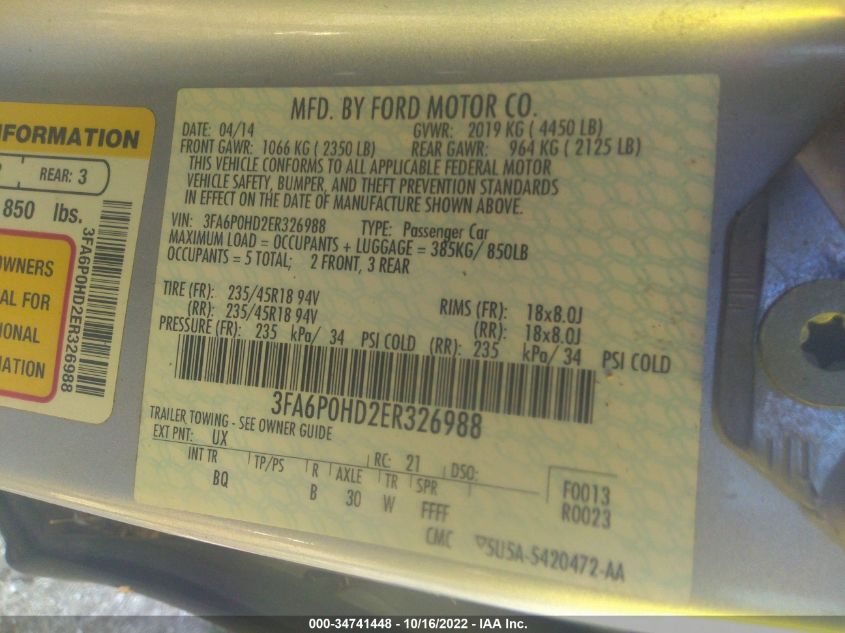 MFD. BY FORD MOTOR CO.
DATE: 04/14 GVWR: 2019 KG ( 4450 LB)
FRONT GAWR: 1066 KG ( 2350 LB) REAR GAWR: 964 KG ( 2125 LB)
THIS VEHICLE CONFORMS TO ALL APPLICABLE FEDERAL MOTOR
VEHICLE SAFETY, BUMPER, AND THEFT PREVENTION STANDARDS
IN EFFECT ON THE DATE OF MANUFACTURE SHOWN ABOVE.
VIN: 3FA6P0HD2ER326988 TYPE: Passenger Car
MAXIMUM LOAD = OCCUPANTS + LUGGAGE = 385KG/ 850LB
OCCUPANTS = 5 TOTAL; 2 FRONT, 3 REAR
TIRE (FR): 235/45R18 94V RIMS (FR): 18x8.0J
(RR): 235/45R18 94V (RR): 18x8.0J
PRESSURE (FR): 235 kPa/ 34 PSI COLD (RR): 235 kPa/ 34 PSI COLD
3FA6P0HD2ER326988
TRAILER TOWING - SEE OWNER GUIDE
EXT PNT: UX RC: 21 DSO:
INT TR TP/PS R AXLE TR SPR F0013
BQ B 30 W FFFF R0023
CMC 5U5A-5420472-AA
INFORMATION
REAR: 3
850 lbs.
OWNERS
FOR
3FA6P0HD2ER326988
000-34741448 - 10/16/2022 - IAA Inc.